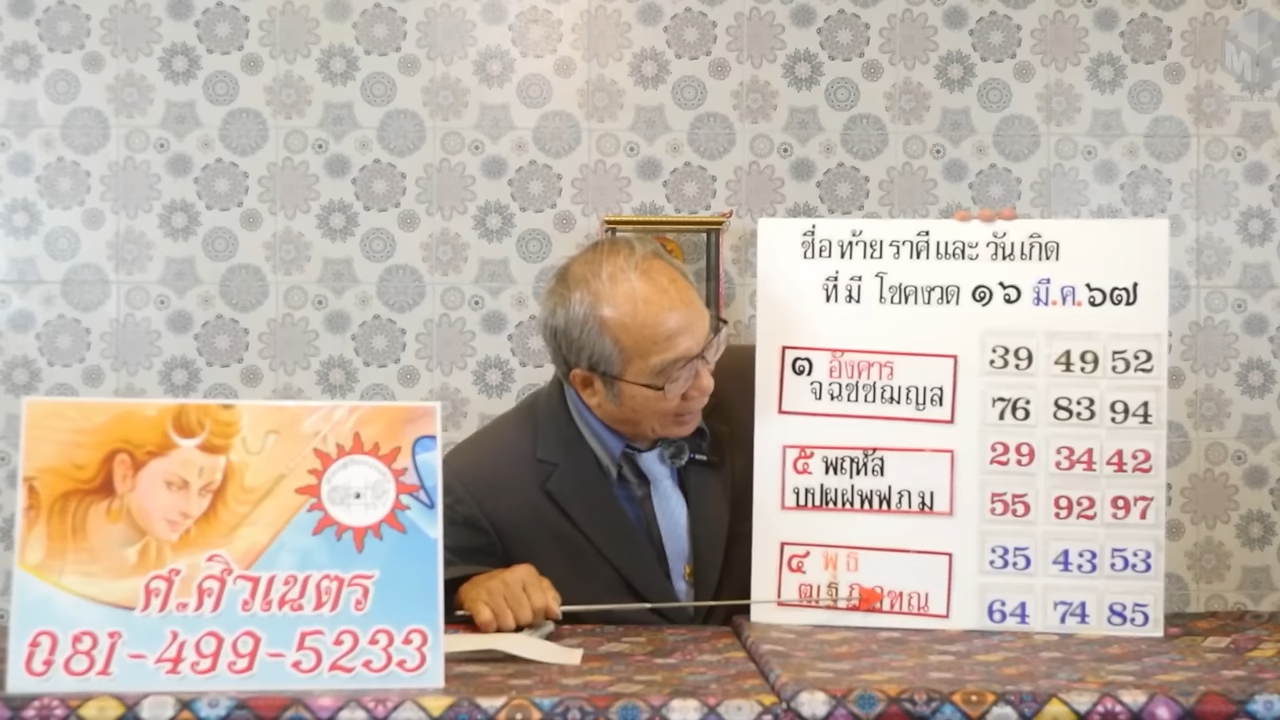 ชื่อ ท้าย ราศี และ วัน เกิด
ที่ มี โชค งวด ๑๖ มี.ค.๖๗
๓ อังคาร
จฉชซฌญส
39 49 52
76 83 94
๕ พฤหัส
บปผฝพฟภม
29 34 42
55 92 97
๔ พุธ
35 43 53
64 74 85
ศ.ศิวเนตร
081-499-5233